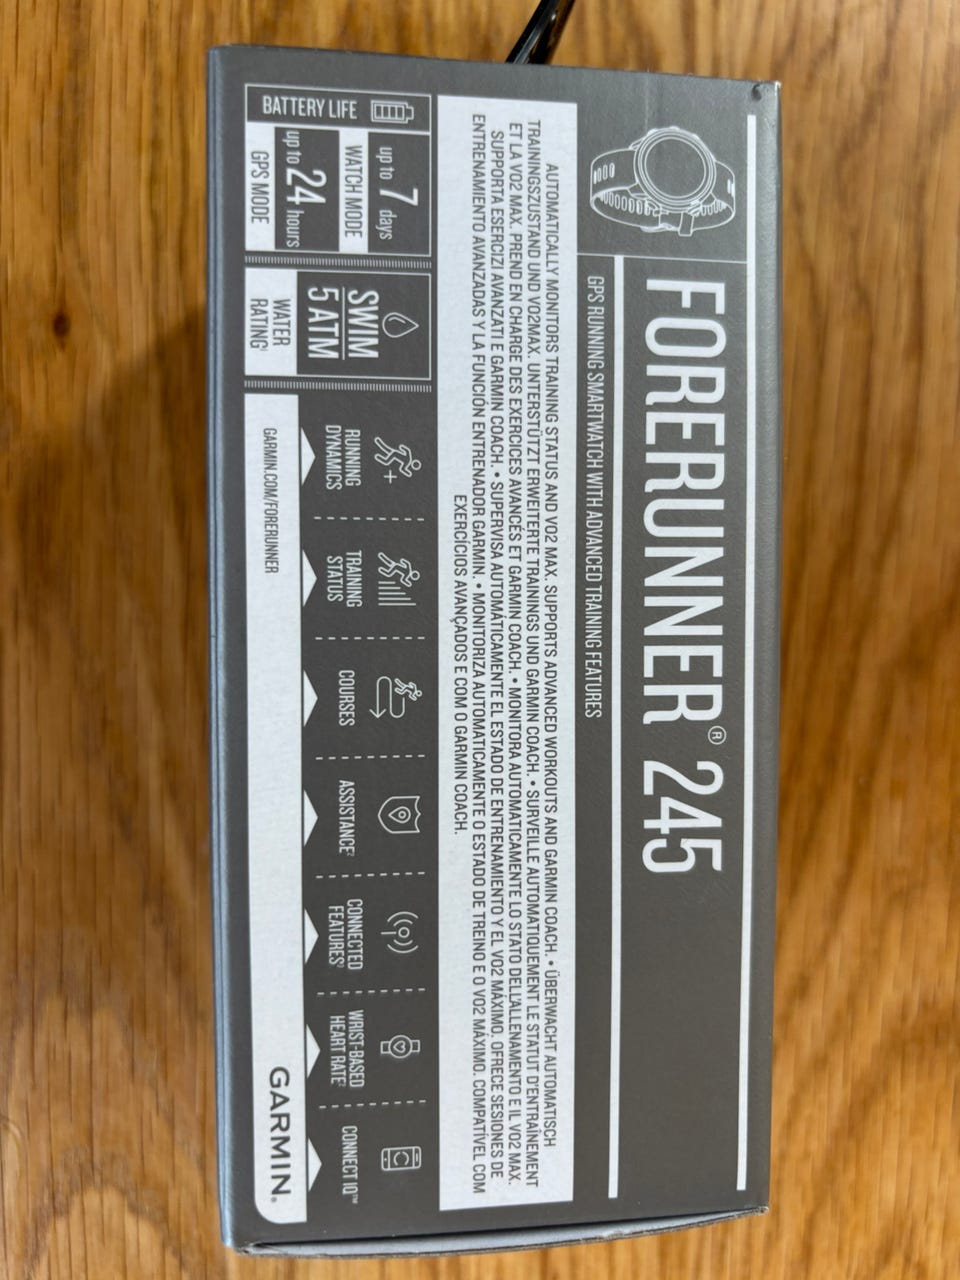 FORERUNNER® 245
GPS RUNNING SMARTWATCH WITH ADVANCED TRAINING FEATURES
AUTOMATICALLY MONITORS TRAINING STATUS AND VO2 MAX. SUPPORTS ADVANCED WORKOUTS AND GARMIN COACH. • ÜBERWACHT AUTOMATISCH
TRAININGSZUSTAND UND VO2MAX. UNTERSTÜTZT ERWEITERTE TRAININGS UND GARMIN COACH. • SURVEILLE AUTOMATIQUEMENT LE STATUT D'ENTRAÎNEMENT
ET LA VO2 MAX. PREND EN CHARGE DES EXERCICES AVANCÉS ET GARMIN COACH. • MONITORA AUTOMATICAMENTE LO STATO DELL'ALLENAMENTO E IL VO2 MAX.
SUPPORTA ESERCIZI AVANZATI E GARMIN COACH. • SUPERVISA AUTOMÁTICAMENTE EL ESTADO DE ENTRENAMIENTO Y EL VO2 MÁXIMO. OFRECE SESIONES DE
ENTRENAMIENTO AVANZADAS Y LA FUNCIÓN ENTRENADOR GARMIN. • MONITORIZA AUTOMATICAMENTE O ESTADO DE TREINO E O VO2 MÁXIMO. COMPATÍVEL COM
EXERCÍCIOS AVANÇADOS E COM O GARMIN COACH.
BATTERY LIFE
up to 7 days
WATCH MODE
up to 24 hours
GPS MODE
SWIM
5 ATM
WATER
RATING¹
RUNNING
DYNAMICS
TRAINING
STATUS
COURSES
ASSISTANCE²
CONNECTED
FEATURES³
WRIST-BASED
HEART RATE²
CONNECT IQ™
GARMIN.COM/FORERUNNER
GARMIN®